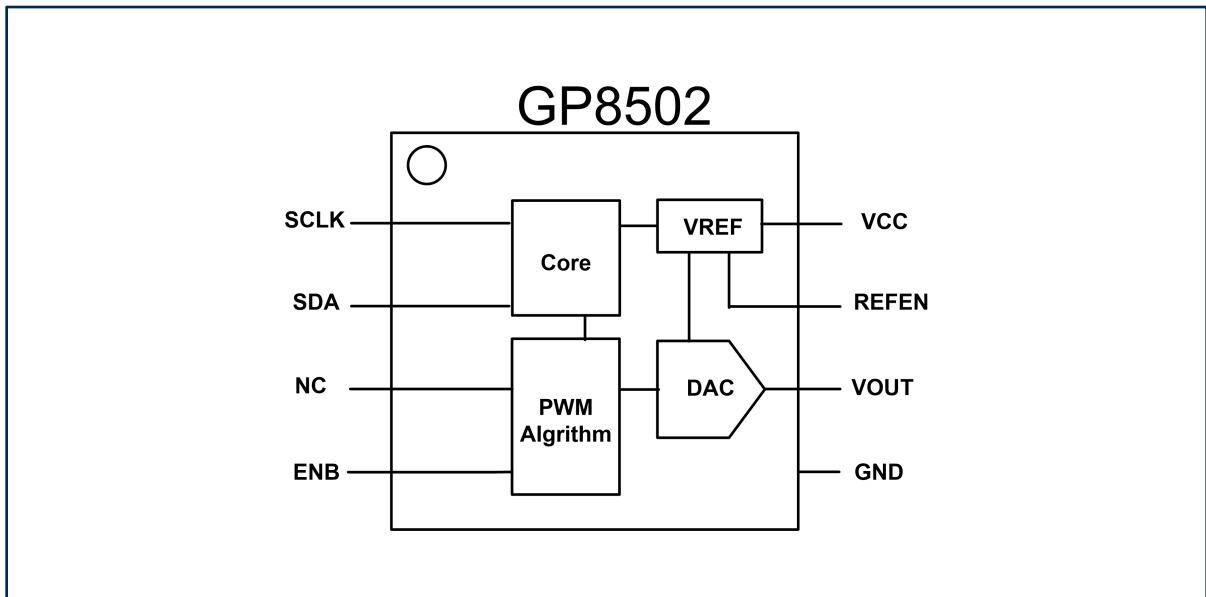 GP8502
SCLK
SDA
NC
ENB
Core
PWM
Algrithm
VREF
DAC
VCC
REFEN
VOUT
GND